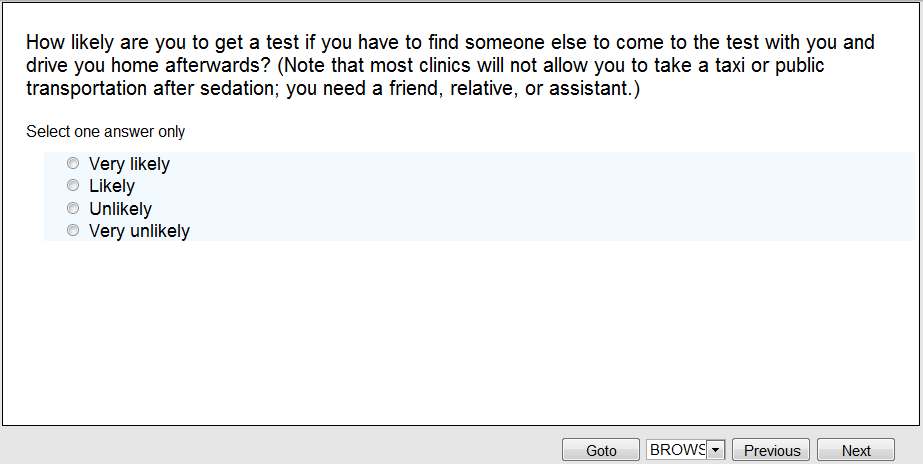 How likely are you to get a test if you have to find someone else to come to the test with you and
drive you home afterwards? (Note that most clinics will not allow you to take a taxi or public
transportation after sedation; you need a friend, relative, or assistant.)
Select one answer only
Very likely
Likely
Unlikely
Very unlikely
Goto BROWS Previous Next